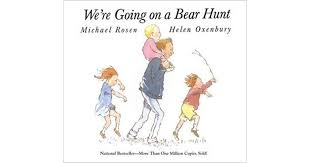 We're Going on a Bear Hunt
Michael Rosen Helen Oxenbury
National Bestseller—More Than One Million Copies Sold!